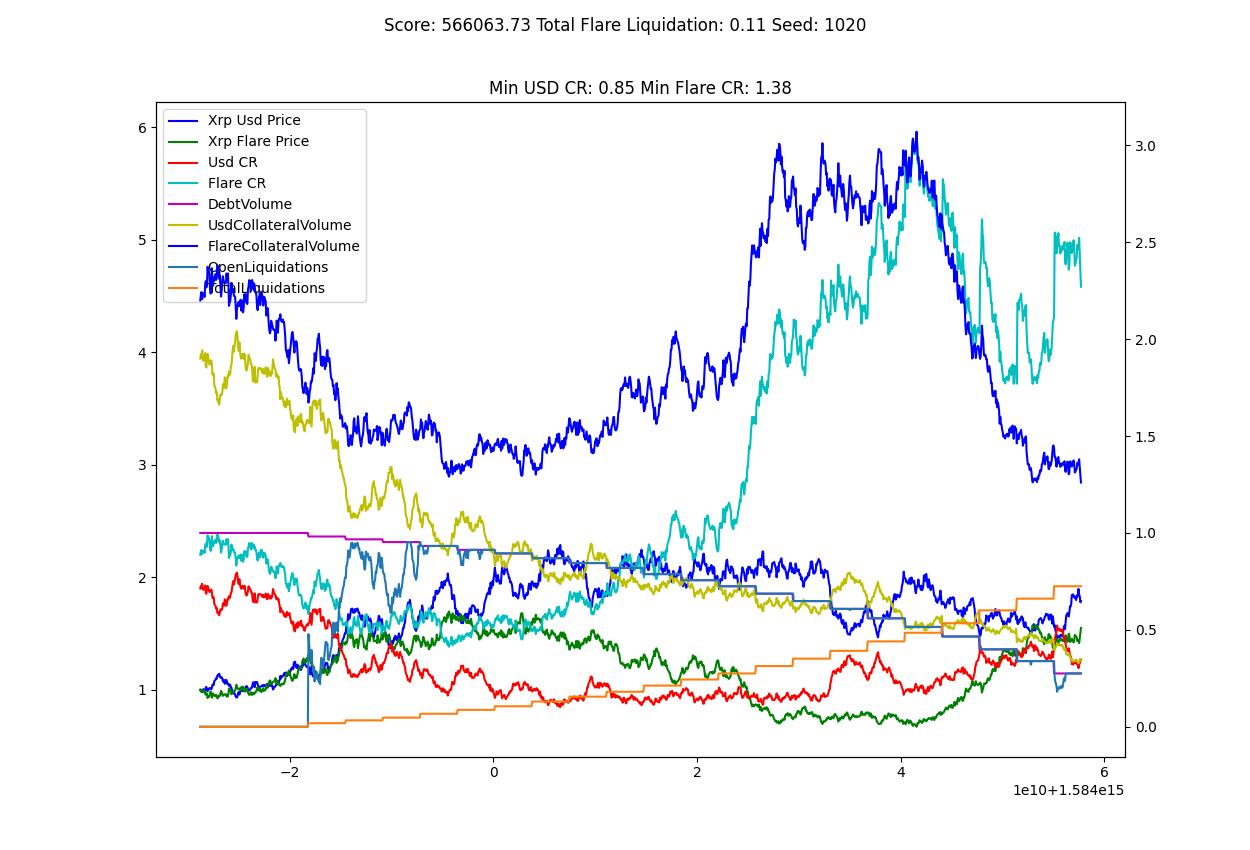 Score: 566063.73 Total Flare Liquidation: 0.11 Seed: 1020
Min USD CR: 0.85 Min Flare CR: 1.38
Xrp Usd Price
Xrp Flare Price
Usd CR
Flare CR
DebtVolume
UsdCollateralVolume
FlareCollateralVolume
OpenLiquidations
TotalLiquidations
6
5
4
3
2
1
3.0
2.5
2.0
1.5
1.0
0.5
0.0
−2
0
2
4
6
1e10+1.584e15